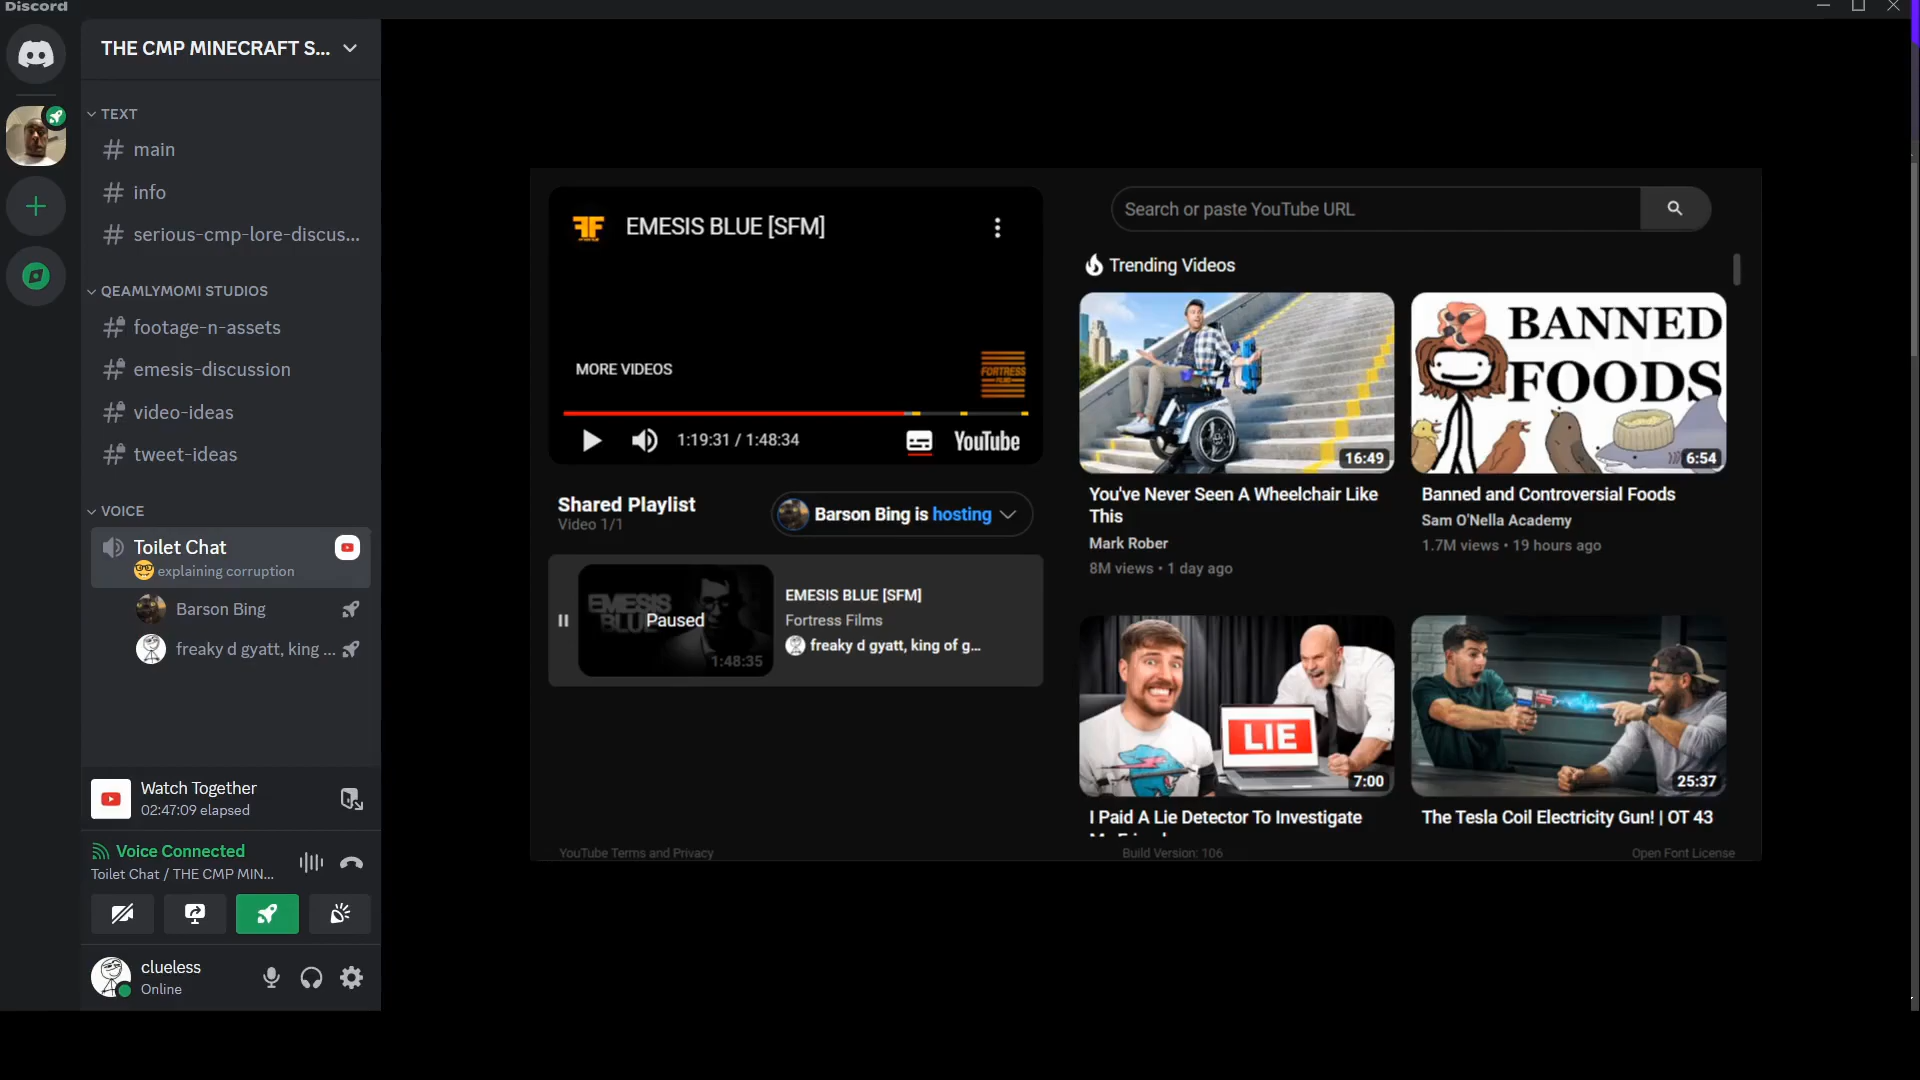 Discord
THE CMP MINECRAFT S...
TEXT
main
info
serious-cmp-lore-discus...
QEAMLYMOMI STUDIOS
footage-n-assets
emesis-discussion
video-ideas
tweet-ideas
VOICE
Toilet Chat
explaining corruption
Barson Bing
freaky d gyatt, king ...
Watch Together
02:47:09 elapsed
Voice Connected
Toilet Chat / THE CMP MIN...
clueless
Online
EMESIS BLUE [SFM]
MORE VIDEOS
FORTRESS
FILMS
1:19:31 / 1:48:34
YouTube
Shared Playlist
Video 1/1
Barson Bing is hosting
EMESIS BLUE
Paused
1:48:35
EMESIS BLUE [SFM]
Fortress Films
freaky d gyatt, king of g...
Search or paste YouTube URL
Trending Videos
16:49
You've Never Seen A Wheelchair Like
This
Mark Rober
8M views • 1 day ago
BANNED
FOODS
6:54
Banned and Controversial Foods
Sam O'Nella Academy
1.7M views • 19 hours ago
LIE
7:00
I Paid A Lie Detector To Investigate
25:37
The Tesla Coil Electricity Gun! | OT 43
YouTube Terms and Privacy
Build Version: 106
Open Font License